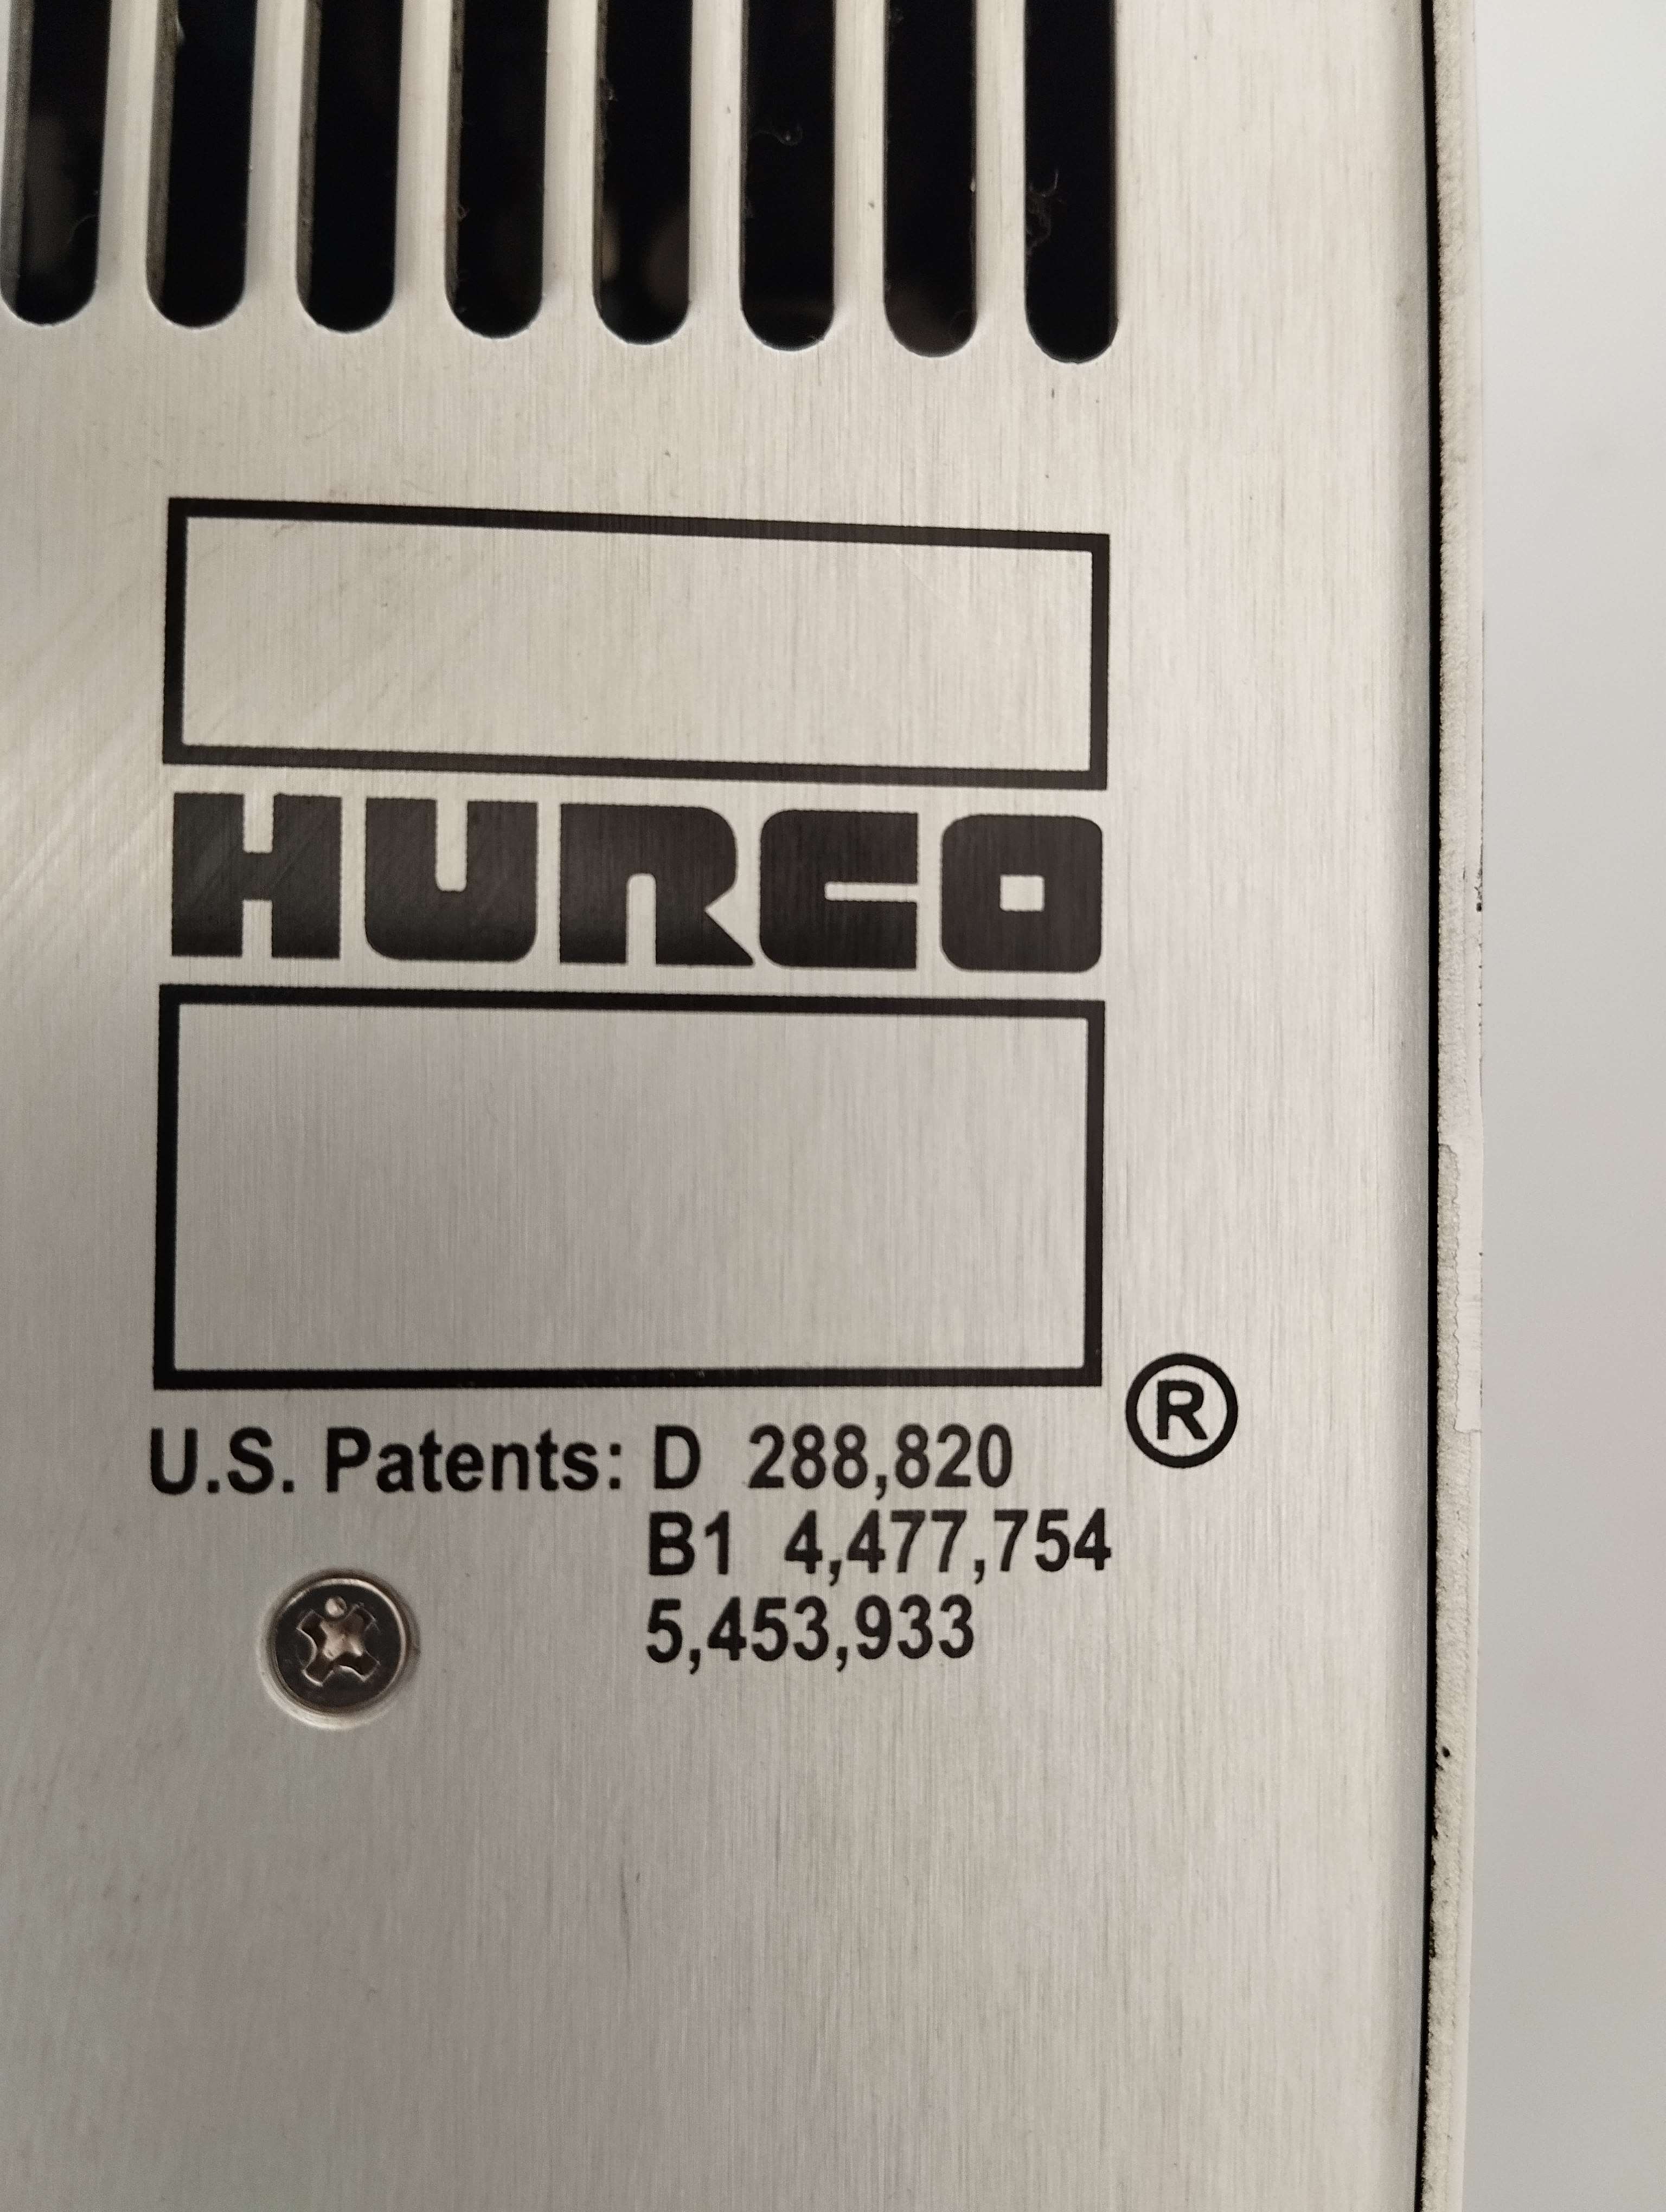 HURCO
®
U.S. Patents: D 288,820
B1 4,477,754
5,453,933